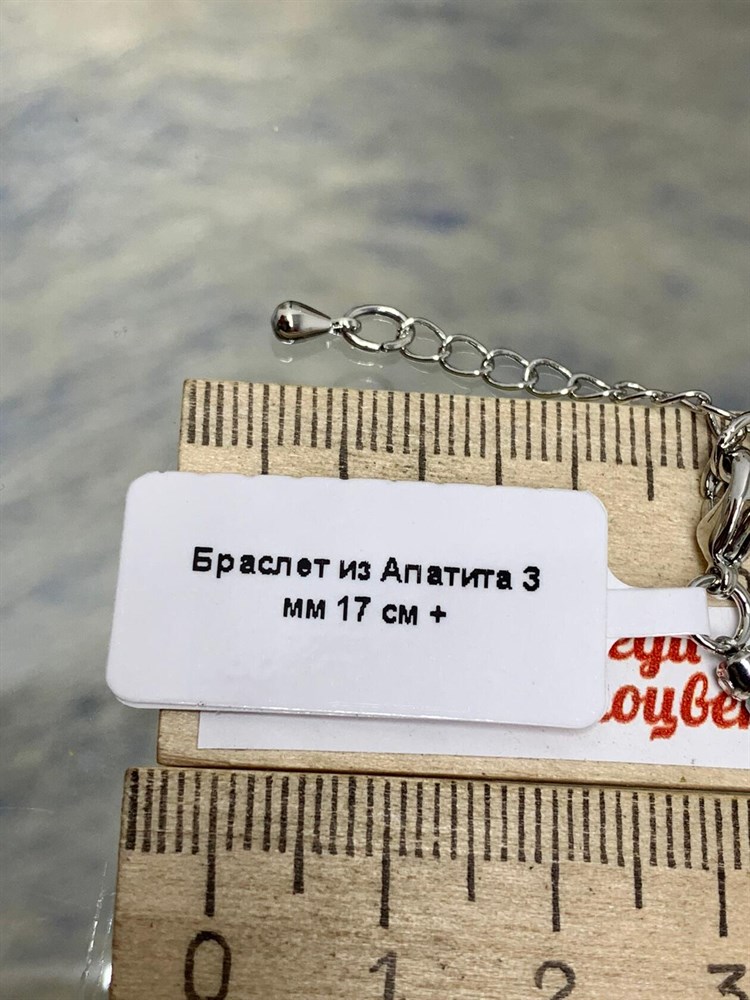 Браслет из Апатита 3
мм 17 см +
0 1 2 3